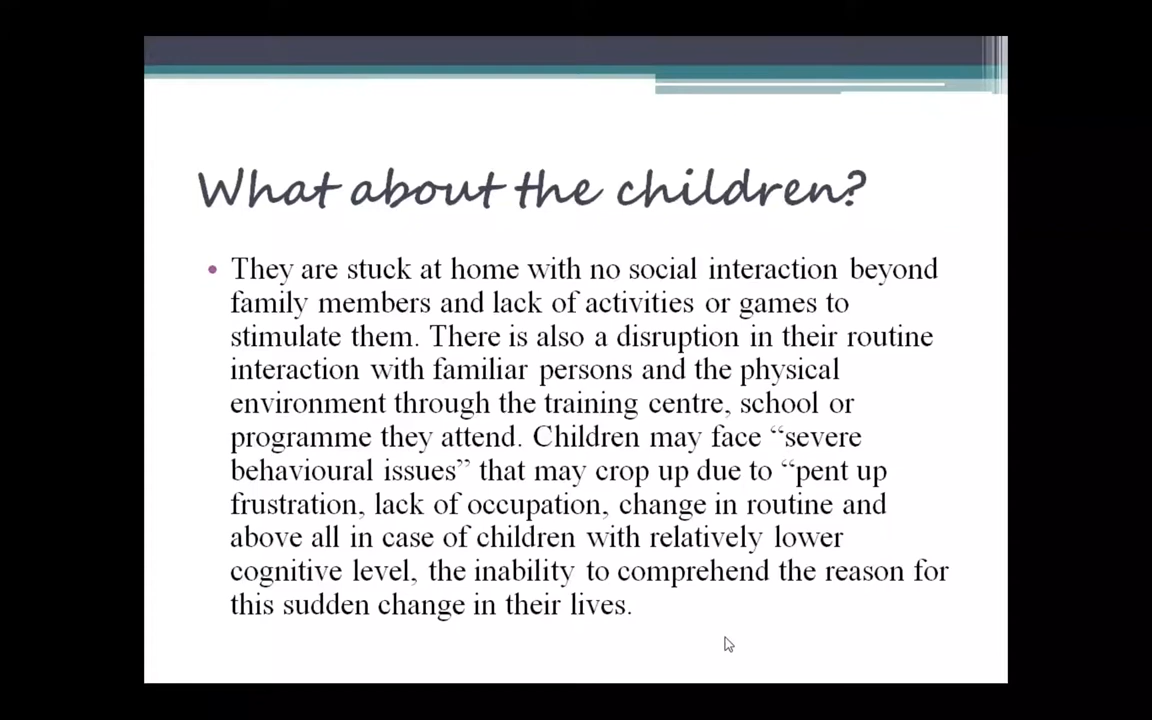 What about the children?
• They are stuck at home with no social interaction beyond
family members and lack of activities or games to
stimulate them. There is also a disruption in their routine
interaction with familiar persons and the physical
environment through the training centre, school or
programme they attend. Children may face “severe
behavioural issues” that may crop up due to “pent up
frustration, lack of occupation, change in routine and
above all in case of children with relatively lower
cognitive level, the inability to comprehend the reason for
this sudden change in their lives.